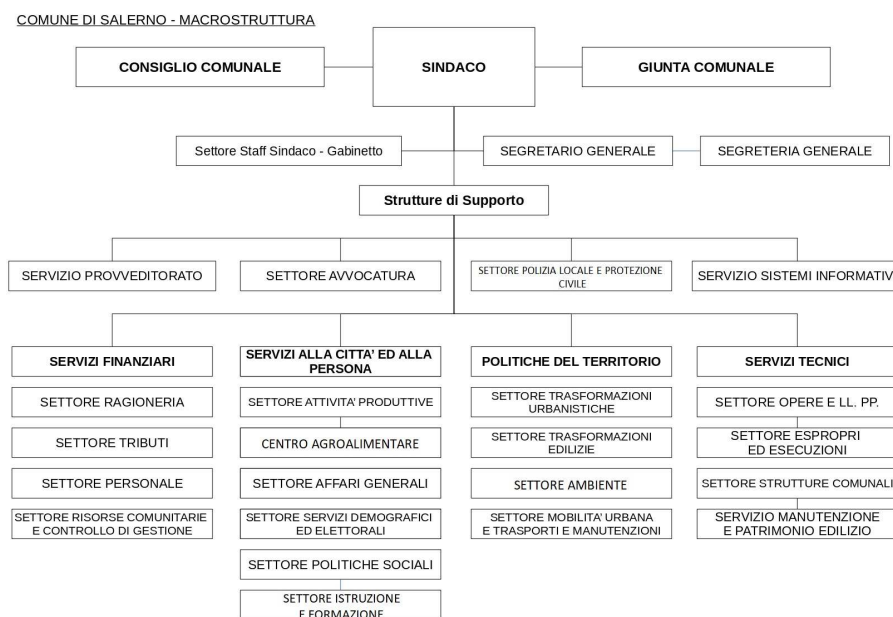 COMUNE DI SALERNO - MACROSTRUTTURA
CONSIGLIO COMUNALE
SINDACO
GIUNTA COMUNALE
Settore Staff Sindaco - Gabinetto
SEGRETARIO GENERALE
SEGRETERIA GENERALE
Strutture di Supporto
SERVIZIO PROVVEDITORATO
SETTORE AVVOCATURA
SETTORE POLIZIA LOCALE E PROTEZIONE
CIVILE
SERVIZIO SISTEMI INFORMATIV
SERVIZI FINANZIARI
SERVIZI ALLA CITTA' ED ALLA
PERSONA
POLITICHE DEL TERRITORIO
SERVIZI TECNICI
SETTORE RAGIONERIA
SETTORE ATTIVITA' PRODUTTIVE
SETTORE TRASFORMAZIONI
URBANISTICHE
SETTORE OPERE E LL. PP.
SETTORE TRIBUTI
CENTRO AGROALIMENTARE
SETTORE TRASFORMAZIONI
EDILIZIE
SETTORE ESPROPRI
ED ESECUZIONI
SETTORE PERSONALE
SETTORE AFFARI GENERALI
SETTORE AMBIENTE
SETTORE STRUTTURE COMUNALI
SETTORE RISORSE COMUNITARIE
E CONTROLLO DI GESTIONE
SETTORE SERVIZI DEMOGRAFICI
ED ELETTORALI
SETTORE MOBILITA' URBANA
E TRASPORTI E MANUTENZIONI
SERVIZIO MANUTENZIONE
E PATRIMONIO EDILIZIO
SETTORE POLITICHE SOCIALI
SETTORE ISTRUZIONE
E FORMAZIONE